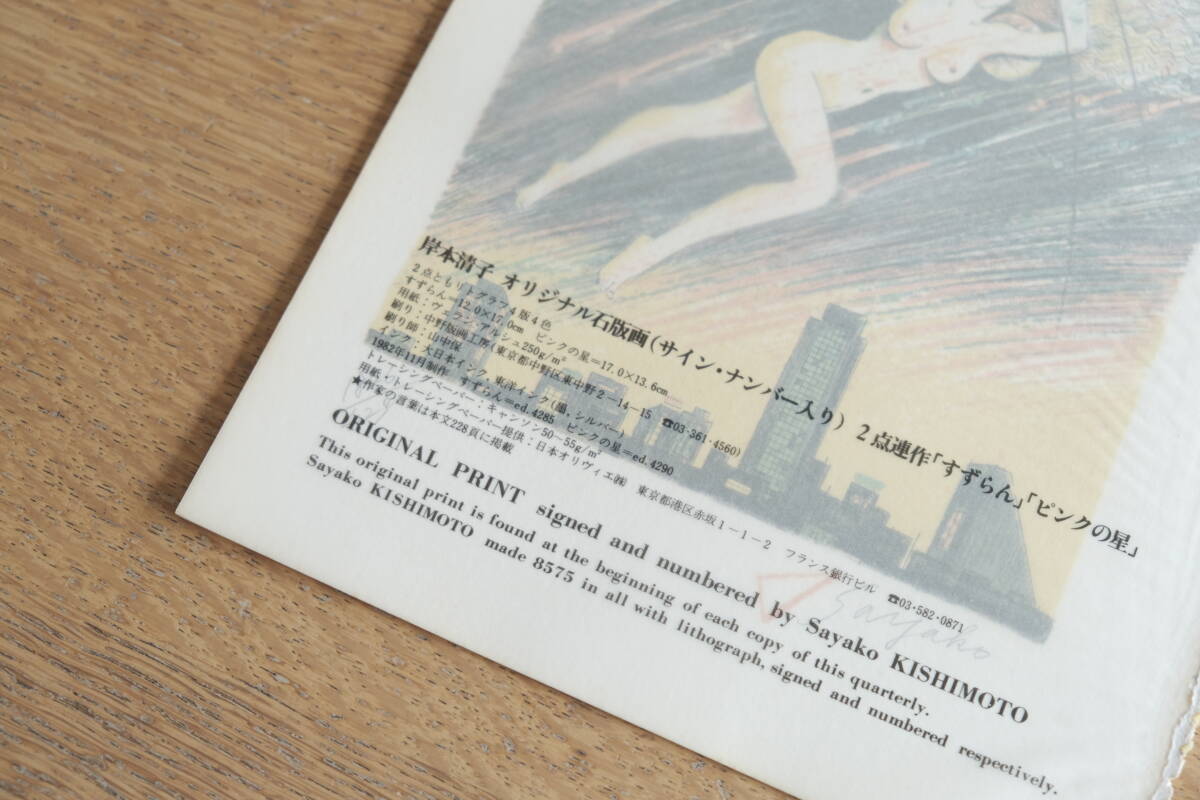 岸本清子 オリジナル石版画(サイン・ナンバー入り) 2点連作「すずらん」「ピンクの星」
2点ともリトグラフ4版4色
すずらん=12.0×17.0cm ピンクの星=17.0×13.6cm
用紙:ヴェランアルシュ250g/m²
刷り:中野版画工房(東京都中野区東中野2-14-15 ☎03・361・4560)
刷り師:山中保
インク:大日本インク、東洋インク(墨・シルバー)
1982年11月制作 すずらん=ed.4285 ピンクの星=ed.4290
トレーシングペーパー:キャンソン50-55g/m²
用紙:トレーシングペーパー提供:日本オリヴィエ㈱ 東京都港区赤坂1-1-2 フランス銀行ビル ☎03・582・0871
★作家の言葉は本文228頁に掲載
ORIGINAL PRINT signed and numbered by Sayako KISHIMOTO
This original print is found at the beginning of each copy of this quarterly.
Sayako KISHIMOTO made 8575 in all with lithograph, signed and numbered respectively.
Sayako